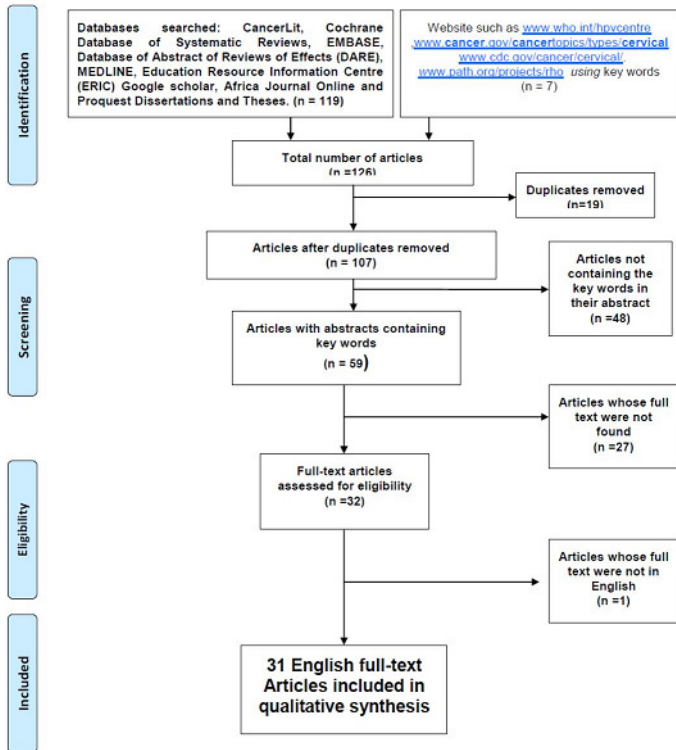 Identification
Databases searched: CancerLit, Cochrane
Database of Systematic Reviews, EMBASE,
Database of Abstract of Reviews of Effects (DARE),
MEDLINE, Education Resource Information Centre
(ERIC) Google scholar, Africa Journal Online and
Proquest Dissertations and Theses. (n = 119)
Website such as www.who.int/hpvcentre
,www.cancer.gov/cancertopics/types/cervical
www.cdc.gov/cancer/cervical/.
www.path.org/projects/rho using key words
(n = 7)
Total number of articles
(n =126)
Duplicates removed
(n=19)
Screening
Articles after duplicates removed
(n = 107)
Articles not
containing the
key words in
their abstract
(n =48)
Articles with abstracts containing
key words
(n = 59)
Articles whose full
text were not
found
(n =27)
Eligibility
Full-text articles
assessed for eligibility
(n =32)
Articles whose full
text were not in
English
(n =1)
Included
31 English full-text
Articles included in
qualitative synthesis